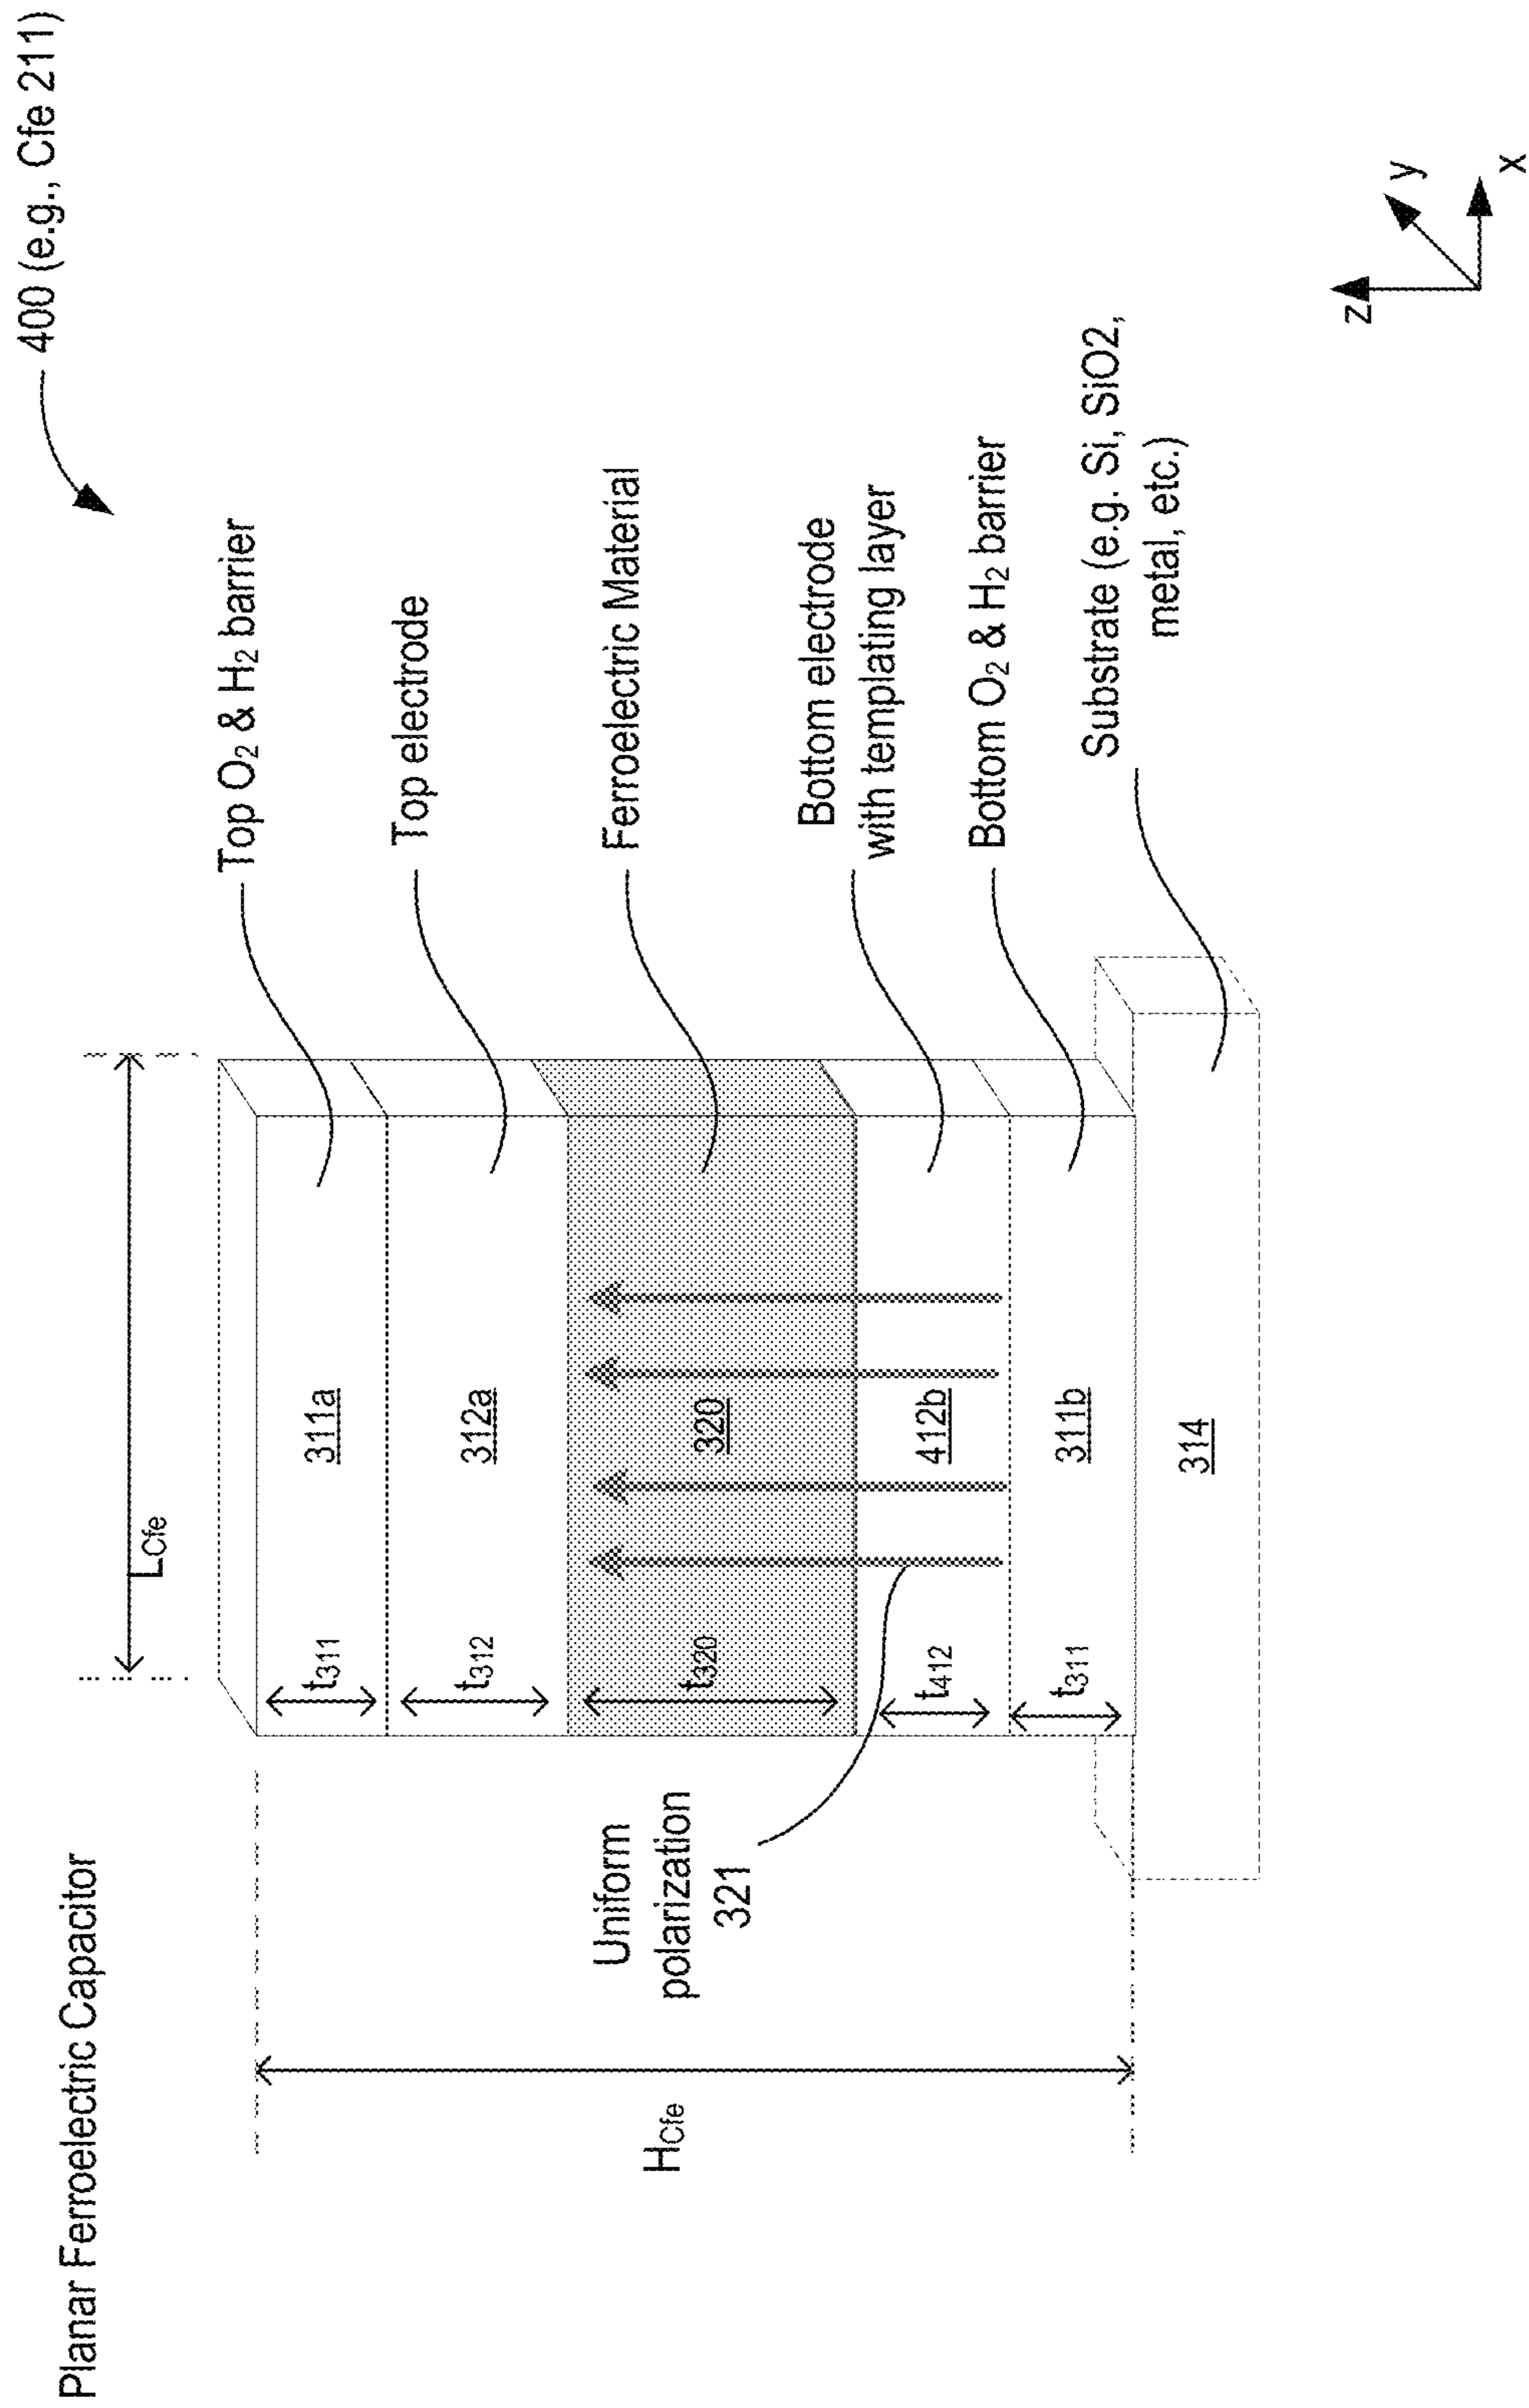 Planar Ferroelectric Capacitor
400 (e.g., Cfe 211)
LCfe
HCfe
t311
311a
Top O2 & H2 barrier
t312
312a
Top electrode
t320
320
Ferroelectric Material
Uniform
polarization
321
t412
412b
Bottom electrode
with templating layer
t311
311b
Bottom O2 & H2 barrier
314
Substrate (e.g. Si, SiO2,
metal, etc.)
z
y
x